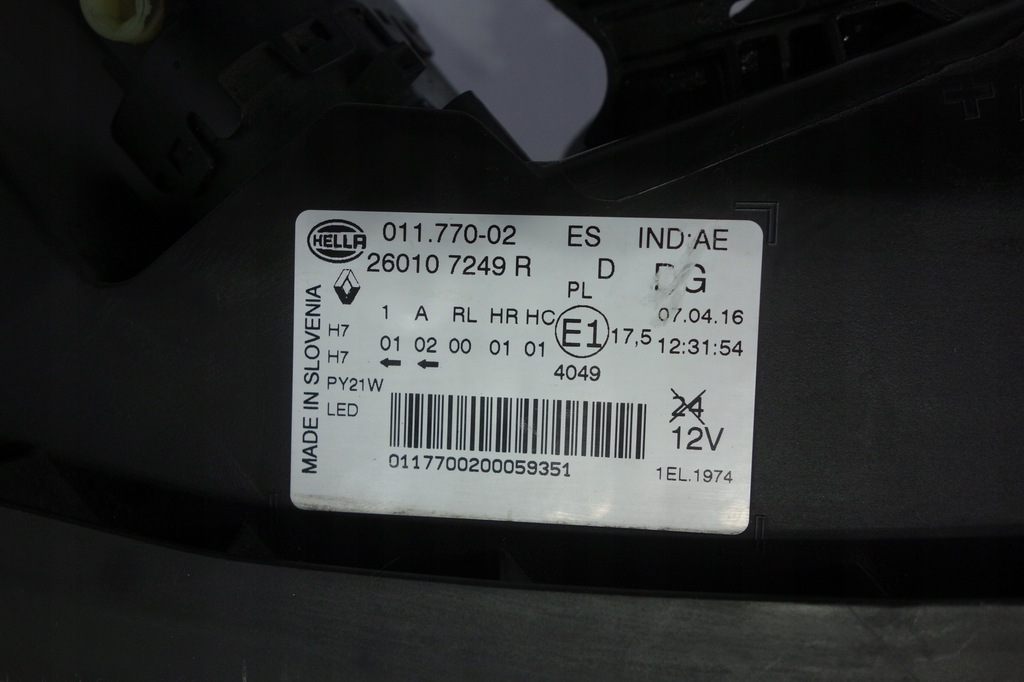 HELLA 011.770-02 ES IND:AE
26010 7249 R D
PL
1 A RL HR HC E1 17,5 07.04.16
H7 01 02 00 01 01 12:31:54
H7 ← ← 4049
PY21W
LED
24
12V
0117700200059351 1EL.1974
MADE IN SLOVENIA